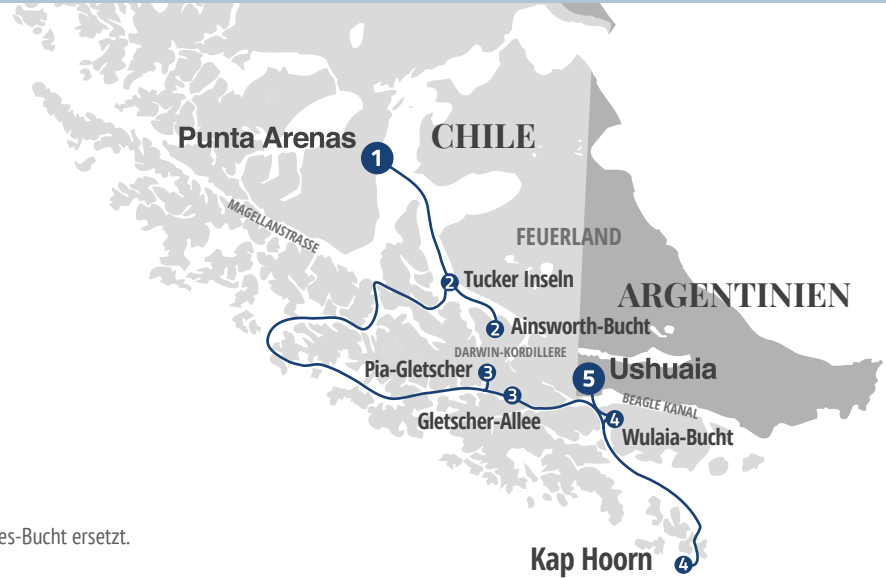 Punta Arenas
1
CHILE
MAGELLANSTRASSE
FEUERLAND
2
Tucker Inseln
ARGENTINIEN
2
Ainsworth-Bucht
DARWIN-KORDILLERE
Pia-Gletscher
3
5
Ushuaia
3
Gletscher-Allee
BEAGLE KANAL
4
Wulaia-Bucht
es-Bucht ersetzt.
Kap Hoorn
4